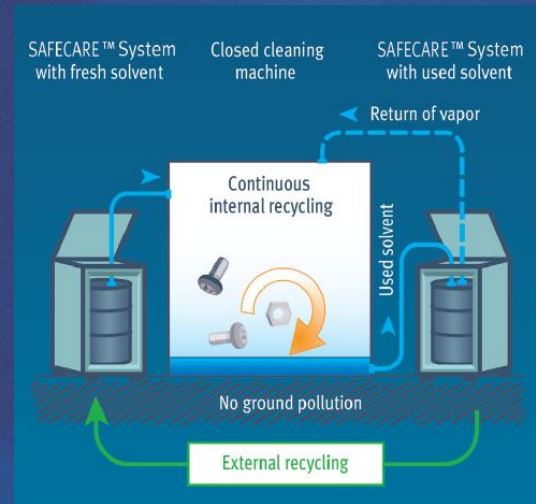 SAFECARE™ System
with fresh solvent
Closed cleaning
machine
SAFECARE™ System
with used solvent
Return of vapor
Continuous
internal recycling
Used solvent
No ground pollution
External recycling